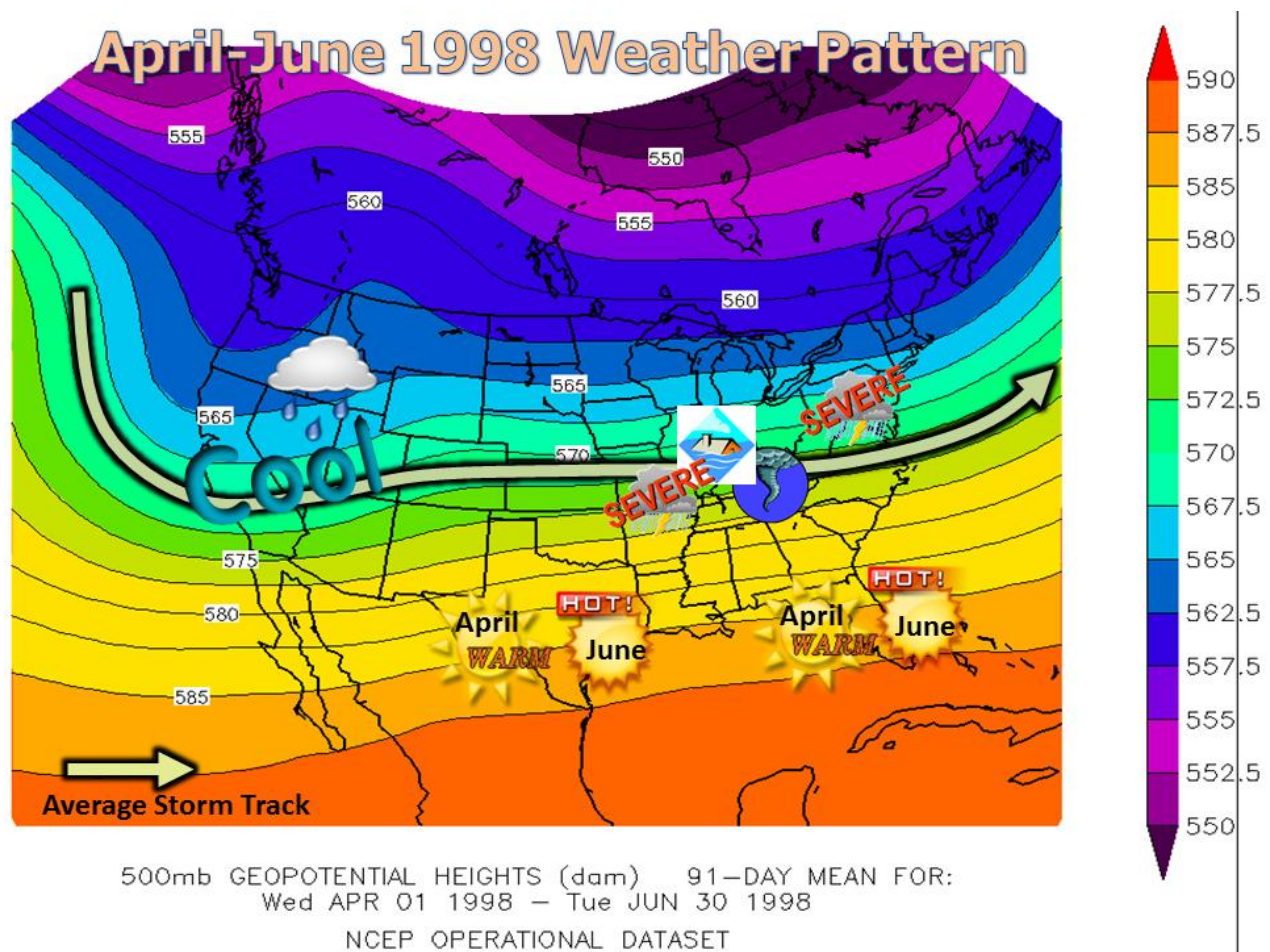 April-June 1998 Weather Pattern
590
587.5
585
580
577.5
575
572.5
570
567.5
565
562.5
557.5
555
552.5
550
555
550
560
555
560
565
565
570
575
580
585
Cool
SEVERE
SEVERE
April
WARM
HOT!
June
April
WARM
HOT!
June
Average Storm Track
500mb GEOPOTENTIAL HEIGHTS (dam) 91-DAY MEAN FOR:
Wed APR 01 1998 - Tue JUN 30 1998
NCEP OPERATIONAL DATASET